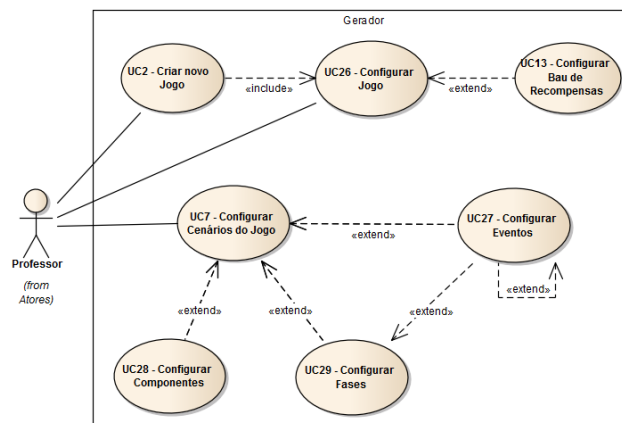 Gerador
UC2 - Criar novo
Jogo
«include»
UC26 - Configurar
Jogo
«extend»
UC13 - Configurar
Bau de
Recompensas
Professor
(from
Atores)
UC7 - Configurar
Cenários do Jogo
«extend»
UC27 - Configurar
Eventos
«extend»
«extend»
«extend»
«extend»
UC28 - Configurar
Componentes
UC29 - Configurar
Fases